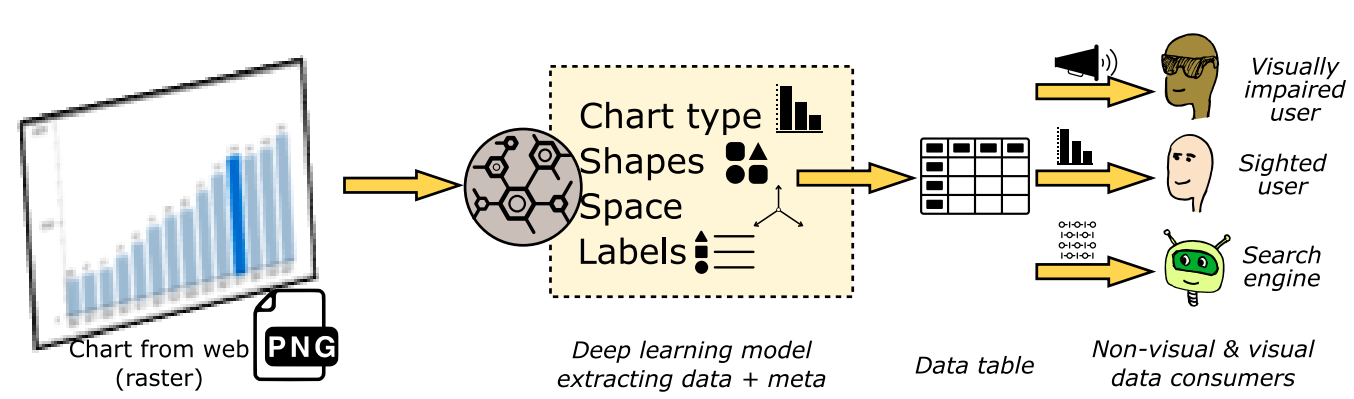 Chart from web
(raster)
PNG
Chart type
Shapes
Space
Labels
Deep learning model
extracting data + meta
Data table
Visually
impaired
user
Sighted
user
Search
engine
Non-visual & visual
data consumers